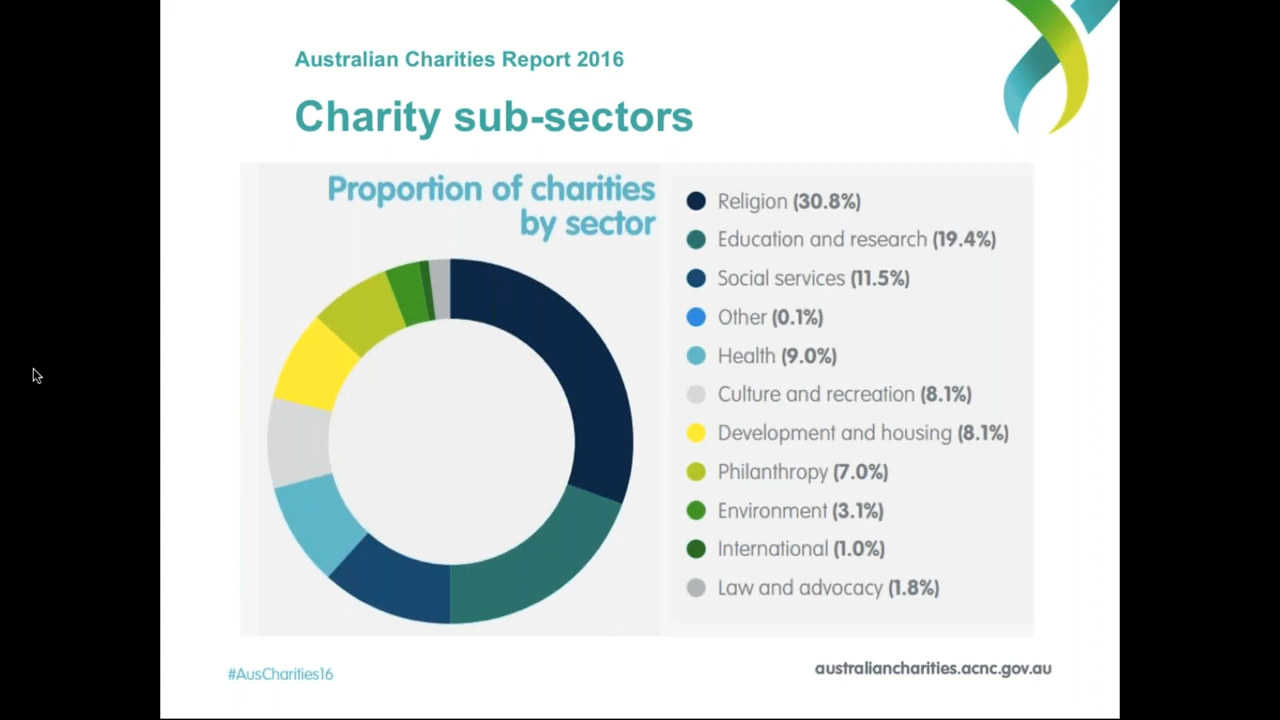 Australian Charities Report 2016
Charity sub-sectors
Proportion of charities
by sector
Religion (30.8%)
Education and research (19.4%)
Social services (11.5%)
Other (0.1%)
Health (9.0%)
Culture and recreation (8.1%)
Development and housing (8.1%)
Philanthropy (7.0%)
Environment (3.1%)
International (1.0%)
Law and advocacy (1.8%)
#AusCharities16
australiancharities.acnc.gov.au